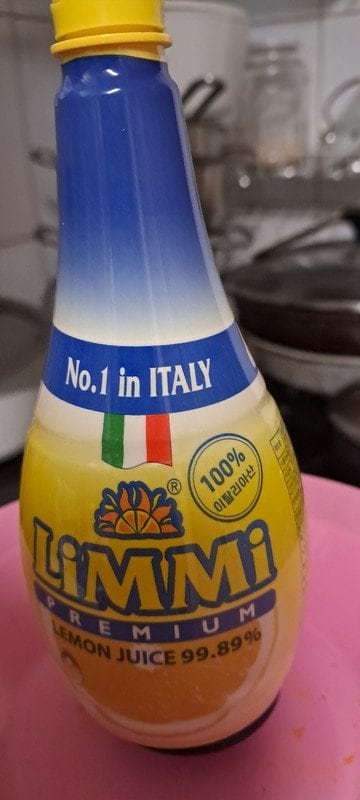 No.1 in ITALY
100%
이탈리아산
®
LiMMi
PREMIUM
LEMON JUICE 99.89%